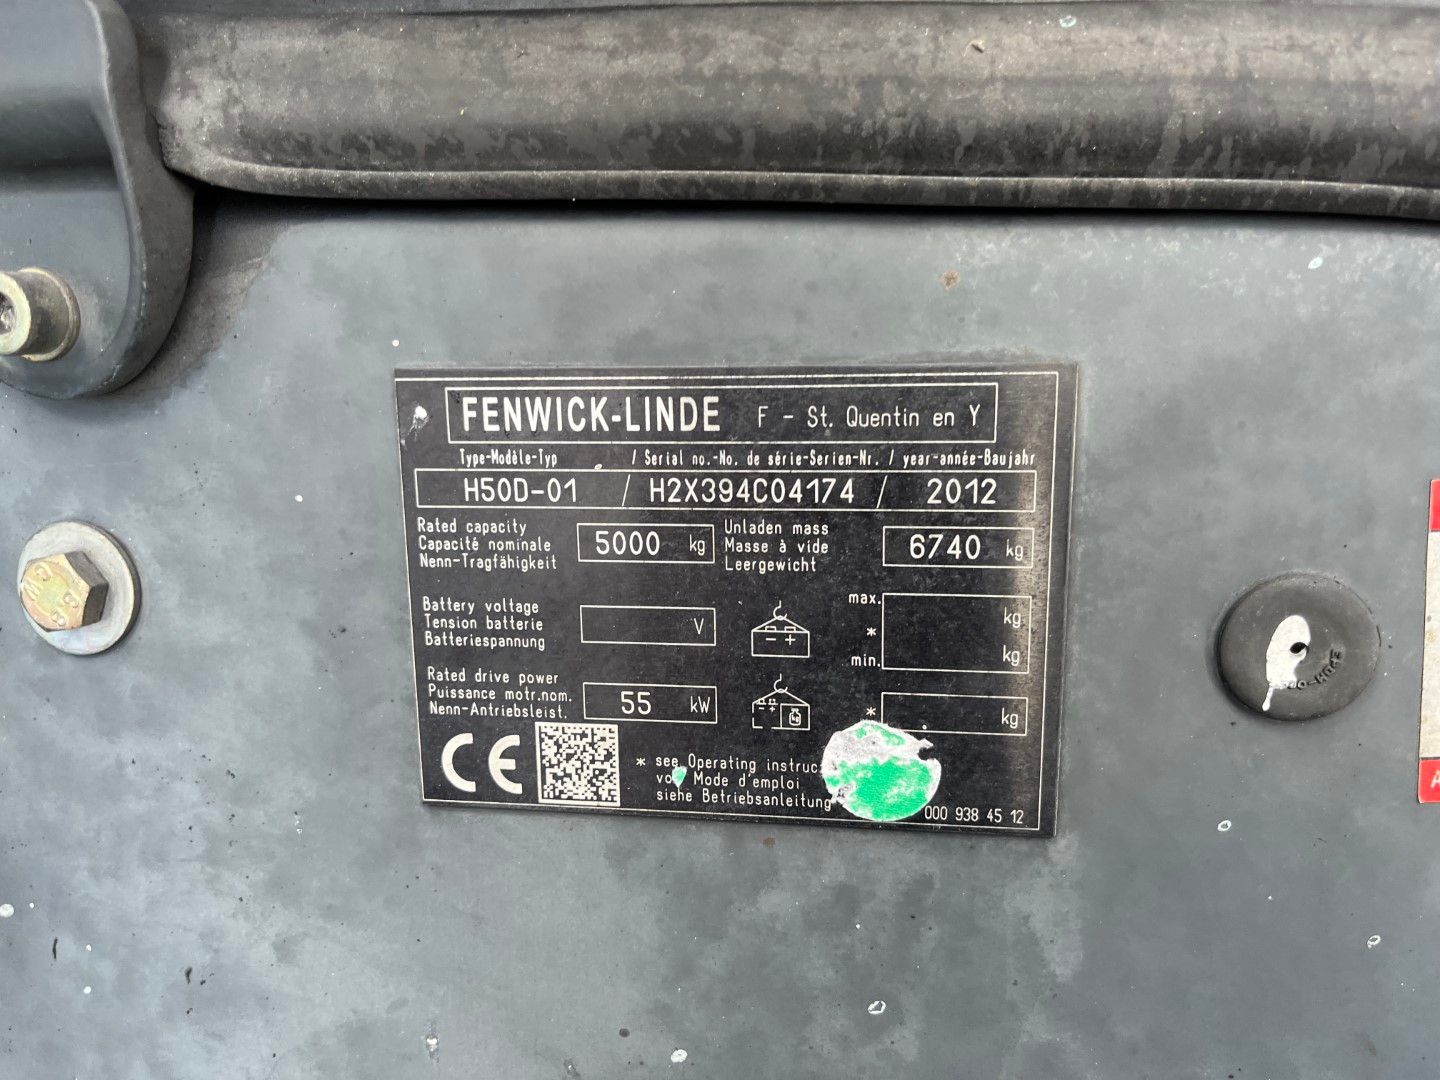 FENWICK-LINDE F - St. Quentin en Y
Type-Modèle-Typ / Serial no.-No. de série-Serien-Nr. / year-année-Baujahr
H50D-01 / H2X394C04174 / 2012
Rated capacity
Capacité nominale
Nenn-Tragfähigkeit
5000 kg
Unladen mass
Masse à vide
Leergewicht
6740 kg
Battery voltage
Tension batterie
Batteriespannung
V
- +
max.
*
min.
kg
kg
Rated drive power
Puissance motr.nom.
Nenn-Antriebsleist.
55 kW
- +
kg
*
kg
CE
* see Operating
Mode d'emploi
siehe Betriebsanleitung
000 938 45 12